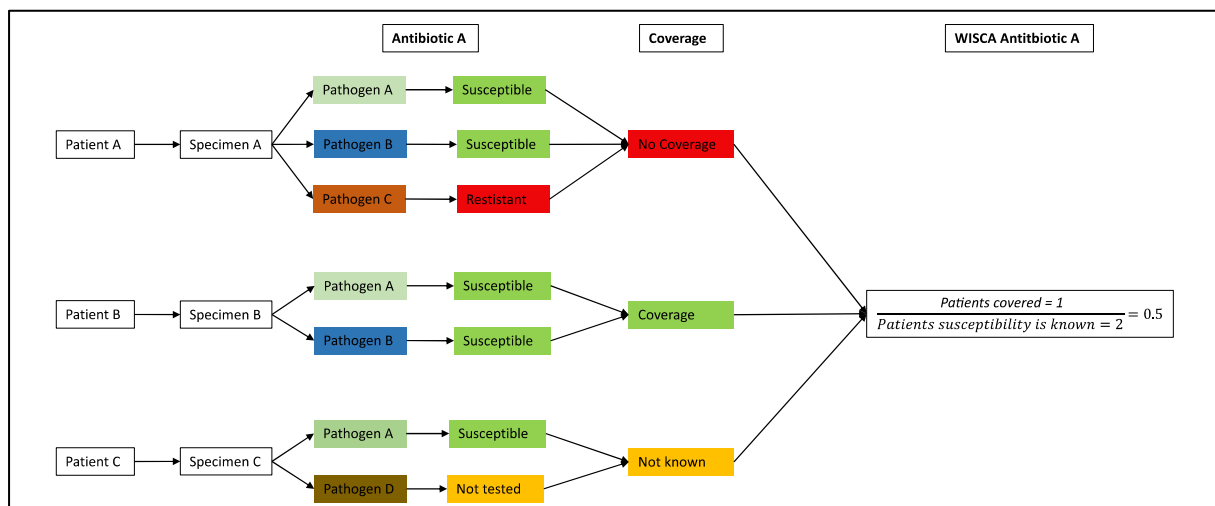 Antibiotic A
Coverage
WISCA Antitbiotic A
Pathogen A
Susceptible
Patient A
Specimen A
Pathogen B
Susceptible
No Coverage
Pathogen C
Restistant
Pathogen A
Susceptible
Patient B
Specimen B
Coverage
Pathogen B
Susceptible
Patients covered = 1
Patients susceptibility is known = 2
= 0.5
Pathogen A
Susceptible
Patient C
Specimen C
Not known
Pathogen D
Not tested